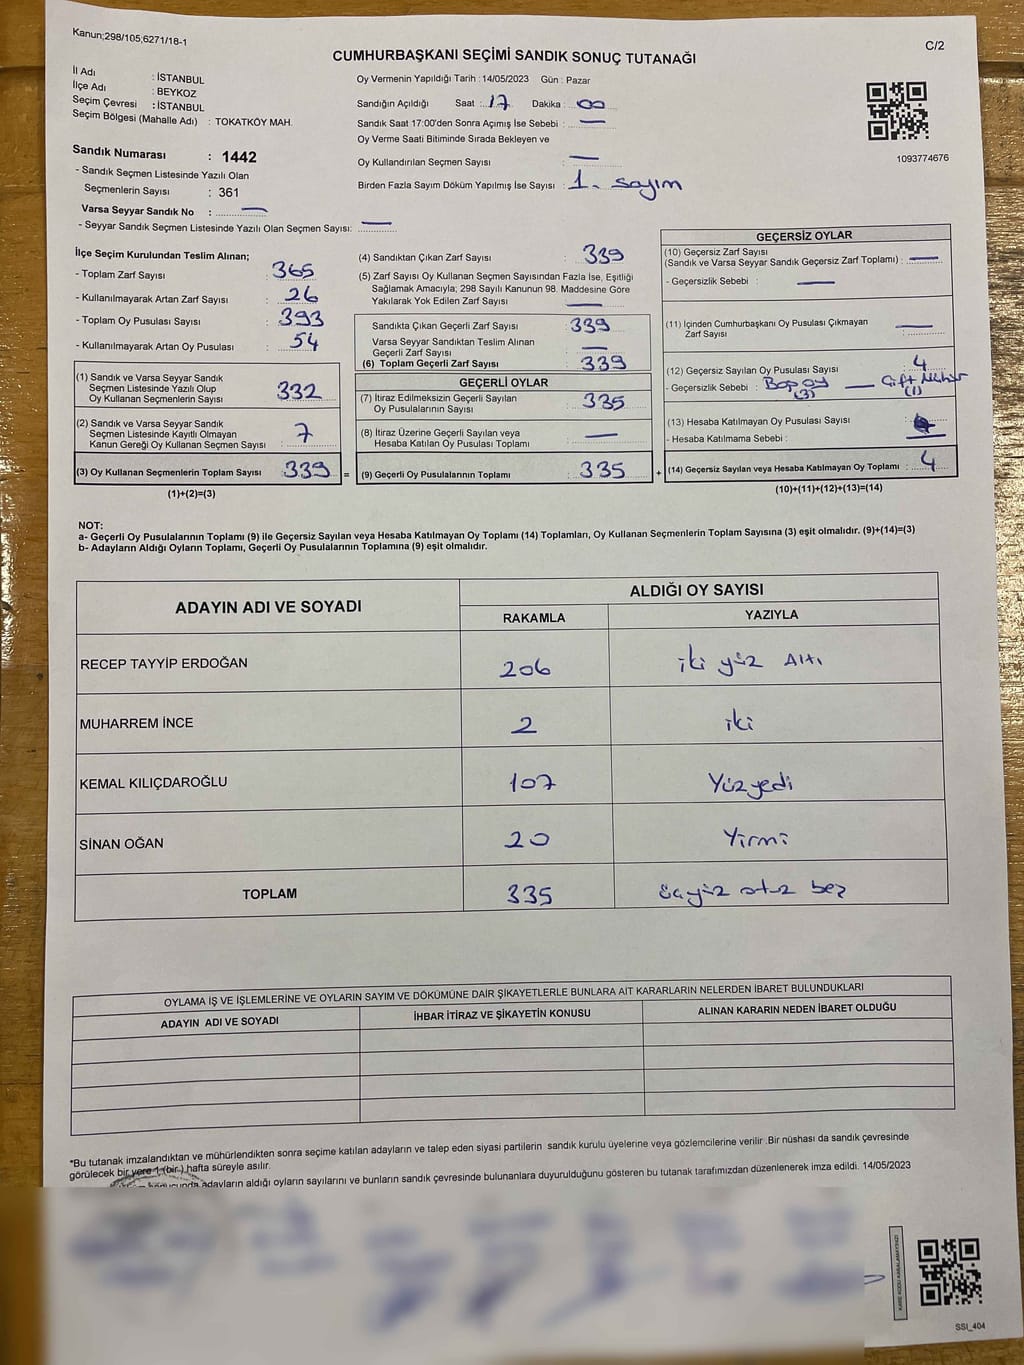 Kanun;298/105;6271/18-1
C/2
CUMHURBAŞKANI SEÇİMİ SANDIK SONUÇ TUTANAĞI
İl Adı : İSTANBUL
İlçe Adı : BEYKOZ
Seçim Çevresi : İSTANBUL
Seçim Bölgesi (Mahalle Adı) : TOKATKÖY MAH.
Oy Vermenin Yapıldığı Tarih : 14/05/2023 Gün : Pazar
Sandığın Açıldığı Saat : 17 Dakika : 00
Sandık Saat 17:00'den Sonra Açımış İse Sebebi : —
Oy Verme Saati Bitiminde Sırada Bekleyen ve
Oy Kullandırılan Seçmen Sayısı : —
Birden Fazla Sayım Döküm Yapılmış İse Sayısı : 1. sayım
1093774676
Sandık Numarası : 1442
- Sandık Seçmen Listesinde Yazılı Olan
Seçmenlerin Sayısı : 361
Varsa Seyyar Sandık No : —
- Seyyar Sandık Seçmen Listesinde Yazılı Olan Seçmen Sayısı: —
İlçe Seçim Kurulundan Teslim Alınan;
- Toplam Zarf Sayısı : 365
- Kullanılmayarak Artan Zarf Sayısı : 26
- Toplam Oy Pusulası Sayısı : 393
- Kullanılmayarak Artan Oy Pusulası : 54
(1) Sandık ve Varsa Seyyar Sandık
Seçmen Listesinde Yazılı Olup
Oy Kullanan Seçmenlerin Sayısı : 332
(2) Sandık ve Varsa Seyyar Sandık
Seçmen Listesinde Kayıtlı Olmayan
Kanun Gereği Oy Kullanan Seçmen Sayısı : 7
(3) Oy Kullanan Seçmenlerin Toplam Sayısı : 339 =
(1)+(2)=(3)
(4) Sandıktan Çıkan Zarf Sayısı : 339
(5) Zarf Sayısı Oy Kullanan Seçmen Sayısından Fazla İse, Eşitliği
Sağlamak Amacıyla; 298 Sayılı Kanunun 98. Maddesine Göre
Yakılarak Yok Edilen Zarf Sayısı : —
Sandıkta Çıkan Geçerli Zarf Sayısı : 339
Varsa Seyyar Sandıktan Teslim Alınan
Geçerli Zarf Sayısı : —
(6) Toplam Geçerli Zarf Sayısı : 339
GEÇERLİ OYLAR
(7) İtiraz Edilmeksizin Geçerli Sayılan
Oy Pusulalarının Sayısı : 335
(8) İtiraz Üzerine Geçerli Sayılan veya
Hesaba Katılan Oy Pusulası Toplamı : —
(9) Geçerli Oy Pusulalarının Toplamı : 335 +
GEÇERSİZ OYLAR
(10) Geçersiz Zarf Sayısı
(Sandık ve Varsa Seyyar Sandık Geçersiz Zarf Toplamı) : —
- Geçersizlik Sebebi : —
(11) İçinden Cumhurbaşkanı Oy Pusulası Çıkmayan
Zarf Sayısı : —
(12) Geçersiz Sayılan Oy Pusulası Sayısı : 4
- Geçersizlik Sebebi : Boş oy — Çift Mühür
(3) (1)
(13) Hesaba Katılmayan Oy Pusulası Sayısı :
- Hesaba Katılmama Sebebi : —
(14) Geçersiz Sayılan veya Hesaba Katılmayan Oy Toplamı : 4
(10)+(11)+(12)+(13)=(14)
NOT:
a- Geçerli Oy Pusulalarının Toplamı (9) ile Geçersiz Sayılan veya Hesaba Katılmayan Oy Toplamı (14) Toplamları, Oy Kullanan Seçmenlerin Toplam Sayısına (3) eşit olmalıdır. (9)+(14)=(3)
b- Adayların Aldığı Oyların Toplamı, Geçerli Oy Pusulalarının Toplamına (9) eşit olmalıdır.
ADAYIN ADI VE SOYADI
ALDIĞI OY SAYISI
RAKAMLA YAZIYLA
RECEP TAYYİP ERDOĞAN 206 iki yüz Altı
MUHARREM İNCE 2 iki
KEMAL KILIÇDAROĞLU 107 Yüz yedi
SİNAN OĞAN 20 Yirmi
TOPLAM 335 üçyüz otuz beş
OYLAMA İŞ VE İŞLEMLERİNE VE OYLARIN SAYIM VE DÖKÜMÜNE DAİR ŞİKAYETLERLE BUNLARA AİT KARARLARIN NELERDEN İBARET BULUNDUKLARI
ADAYIN ADI VE SOYADI İHBAR İTİRAZ VE ŞİKAYETİN KONUSU ALINAN KARARIN NEDEN İBARET OLDUĞU
*Bu tutanak imzalandıktan ve mühürlendikten sonra seçime katılan adayların ve talep eden siyasi partilerin sandık kurulu üyelerine veya gözlemcilerine verilir .Bir nüshası da sandık çevresinde
görülecek bir yere 1 (bir ) hafta süreyle asılır.
adayların aldığı oyların sayılarını ve bunların sandık çevresinde bulunanlara duyurulduğunu gösteren bu tutanak tarafımızdan düzenlenerek imza edildi. 14/05/2023
KARE KODU KARALAMAYINIZ!
SSI_404